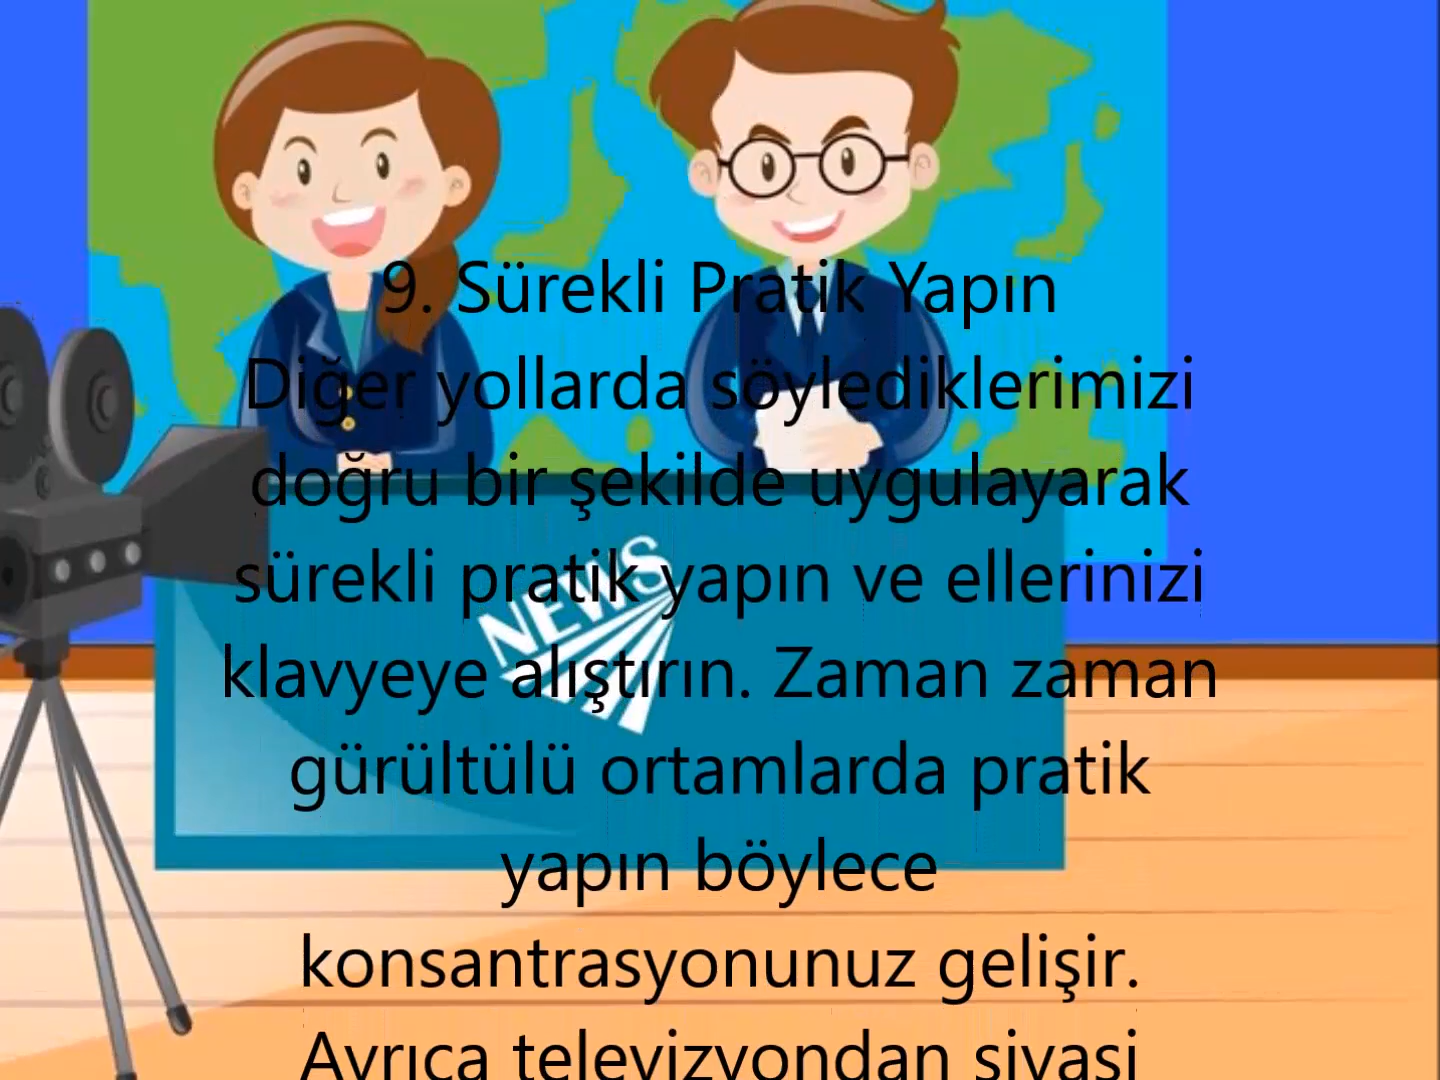 9. Sürekli Pratik Yapın
Diğer yollarda söylediklerimizi
doğru bir şekilde uygulayarak
sürekli pratik yapın ve ellerinizi
NEWS
klavyeye alıştırın. Zaman zaman
gürültülü ortamlarda pratik
yapın böylece
konsantrasyonunuz gelişir.
Ayrıca televizyondan siyasi